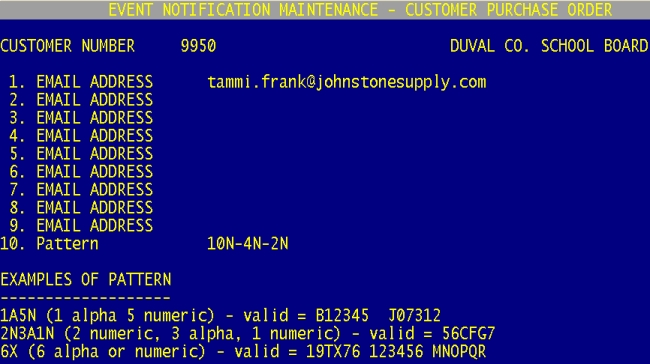 EVENT NOTIFICATION MAINTENANCE - CUSTOMER PURCHASE ORDER
CUSTOMER NUMBER 9950 DUVAL CO. SCHOOL BOARD
1. EMAIL ADDRESS tammi.frank@johnstonesupply.com
2. EMAIL ADDRESS
3. EMAIL ADDRESS
4. EMAIL ADDRESS
5. EMAIL ADDRESS
6. EMAIL ADDRESS
7. EMAIL ADDRESS
8. EMAIL ADDRESS
9. EMAIL ADDRESS
10. Pattern 10N-4N-2N
EXAMPLES OF PATTERN
-------------------
1A5N (1 alpha 5 numeric) - valid = B12345 J07312
2N3A1N (2 numeric, 3 alpha, 1 numeric) - valid = 56CFG7
6X (6 alpha or numeric) - valid = 19TX76 123456 MNOPQR